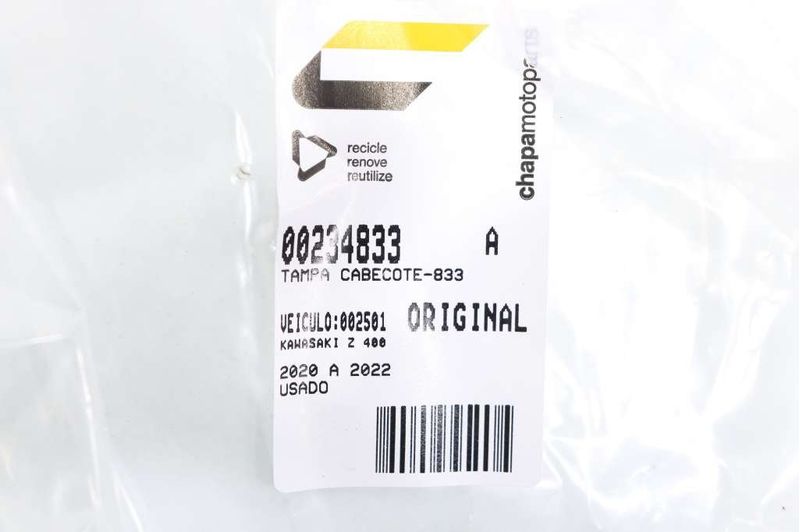 chapamotoparts
recicle
renove
reutilize
00234833 A
TAMPA CABECOTE-833
VEICULO:002501 ORIGINAL
KAWASAKI Z 400
2020 A 2022
USADO